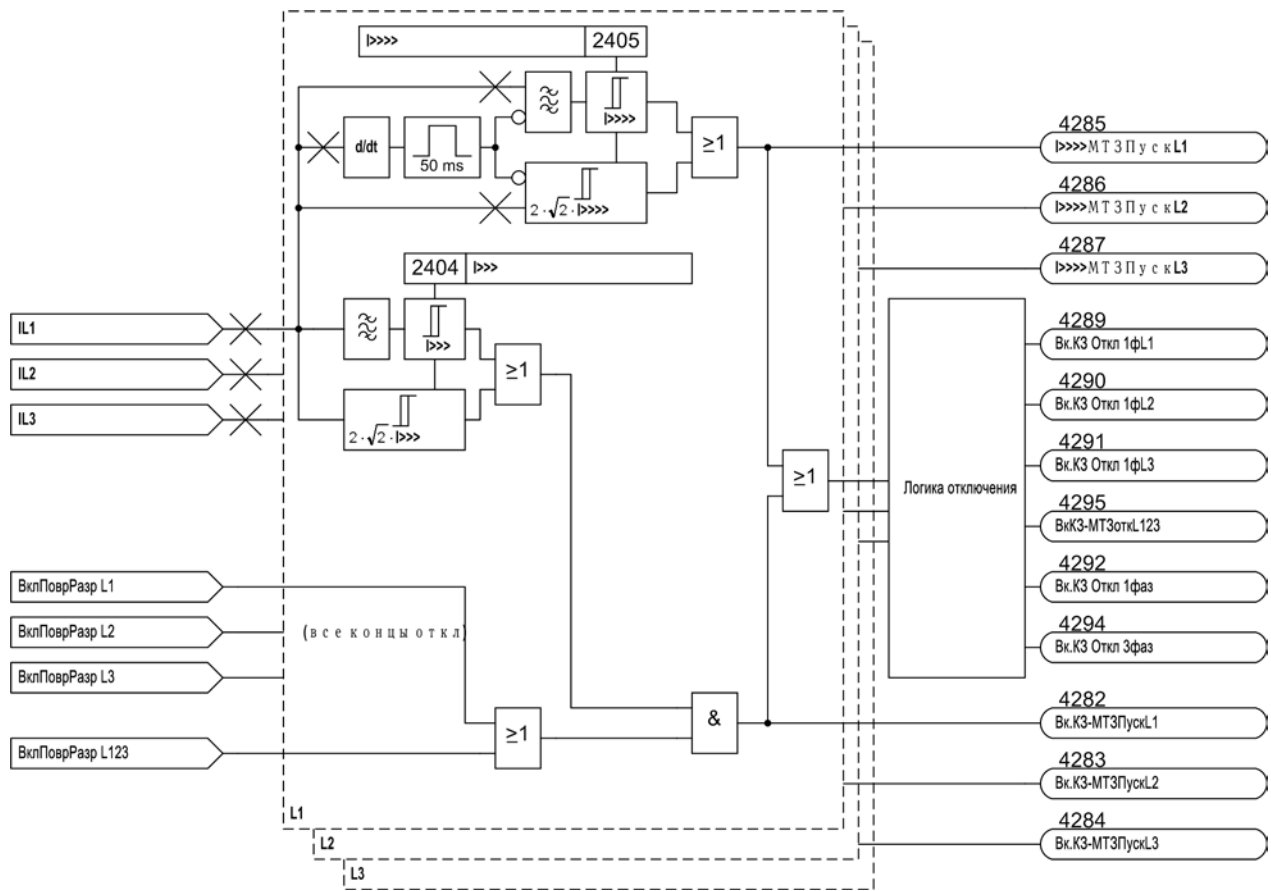 I>>>> 2405
I>>>>
d/dt
50 ms
≥1
2·√2·I>>>>
2404 I>>>
I>>>
≥1
2·√2·I>>>
IL1
IL2
IL3
≥1
ВклПоврРазр L1
ВклПоврРазр L2
(все концы откл)
ВклПоврРазр L3
ВклПоврРазр L123
≥1
&
L1
L2
L3
Логика отключения
4285
I>>>>МТЗПускL1
4286
I>>>>МТЗПускL2
4287
I>>>>МТЗПускL3
4289
Вк.КЗ Откл 1фL1
4290
Вк.КЗ Откл 1фL2
4291
Вк.КЗ Откл 1фL3
4295
ВкКЗ-МТЗоткL123
4292
Вк.КЗ Откл 1фаз
4294
Вк.КЗ Откл 3фаз
4282
Вк.КЗ-МТЗПускL1
4283
Вк.КЗ-МТЗПускL2
4284
Вк.КЗ-МТЗПускL3